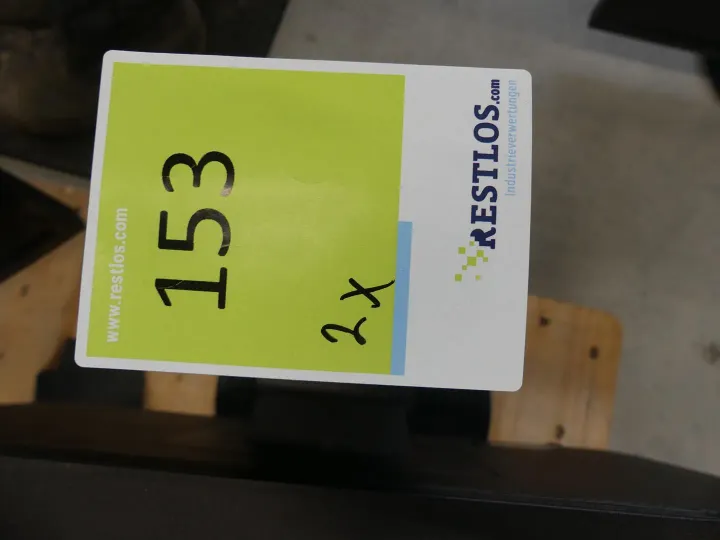 www.restlos.com
153
2x
RESTLOS.com
Industrieverwertungen